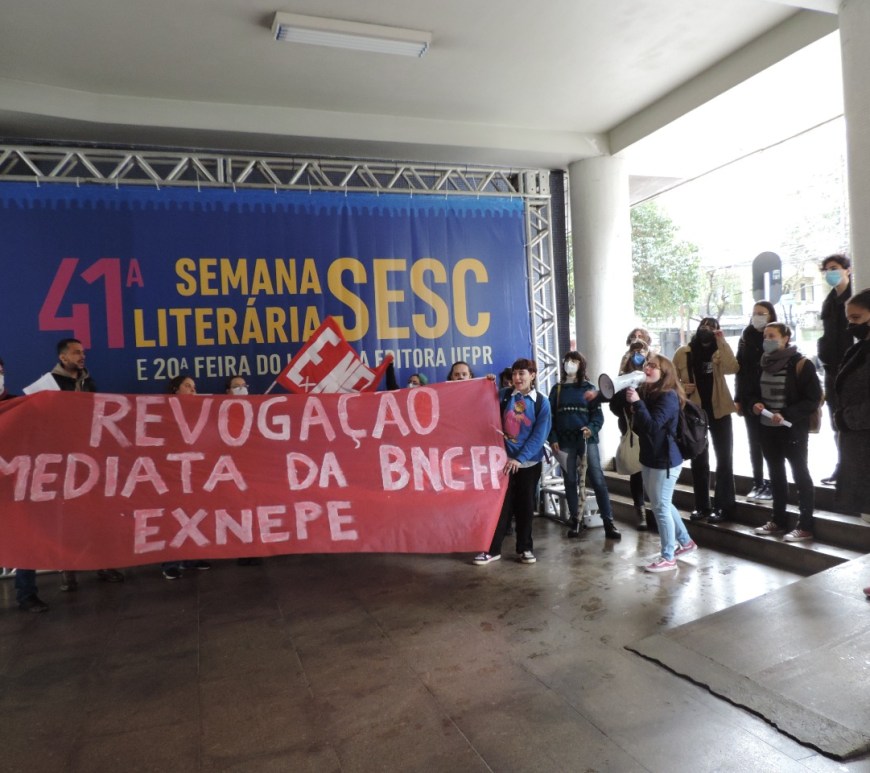 41ª SEMANA
LITERÁRIA SESC
E 20ª FEIRA DO EDITORA UFPR
REVOGAÇÃO
MEDIATA DA BNC-FP
EXNEPE